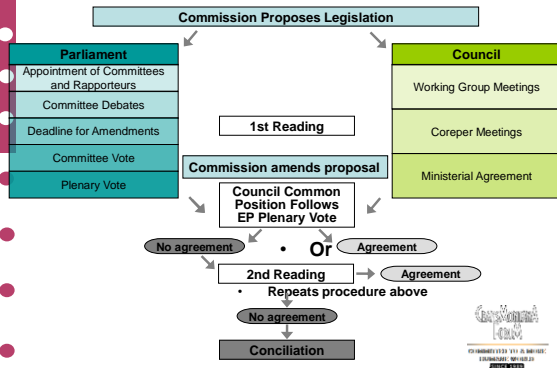 Commission Proposes Legislation
Parliament
Appointment of Committees
and Rapporteurs
Committee Debates
Deadline for Amendments
Committee Vote
Plenary Vote
Council
Working Group Meetings
Coreper Meetings
Ministerial Agreement
1st Reading
Commission amends proposal
Council Common
Position Follows
EP Plenary Vote
No agreement
• Or
Agreement
2nd Reading
Agreement
• Repeats procedure above
No agreement
Conciliation
SINCE 1989